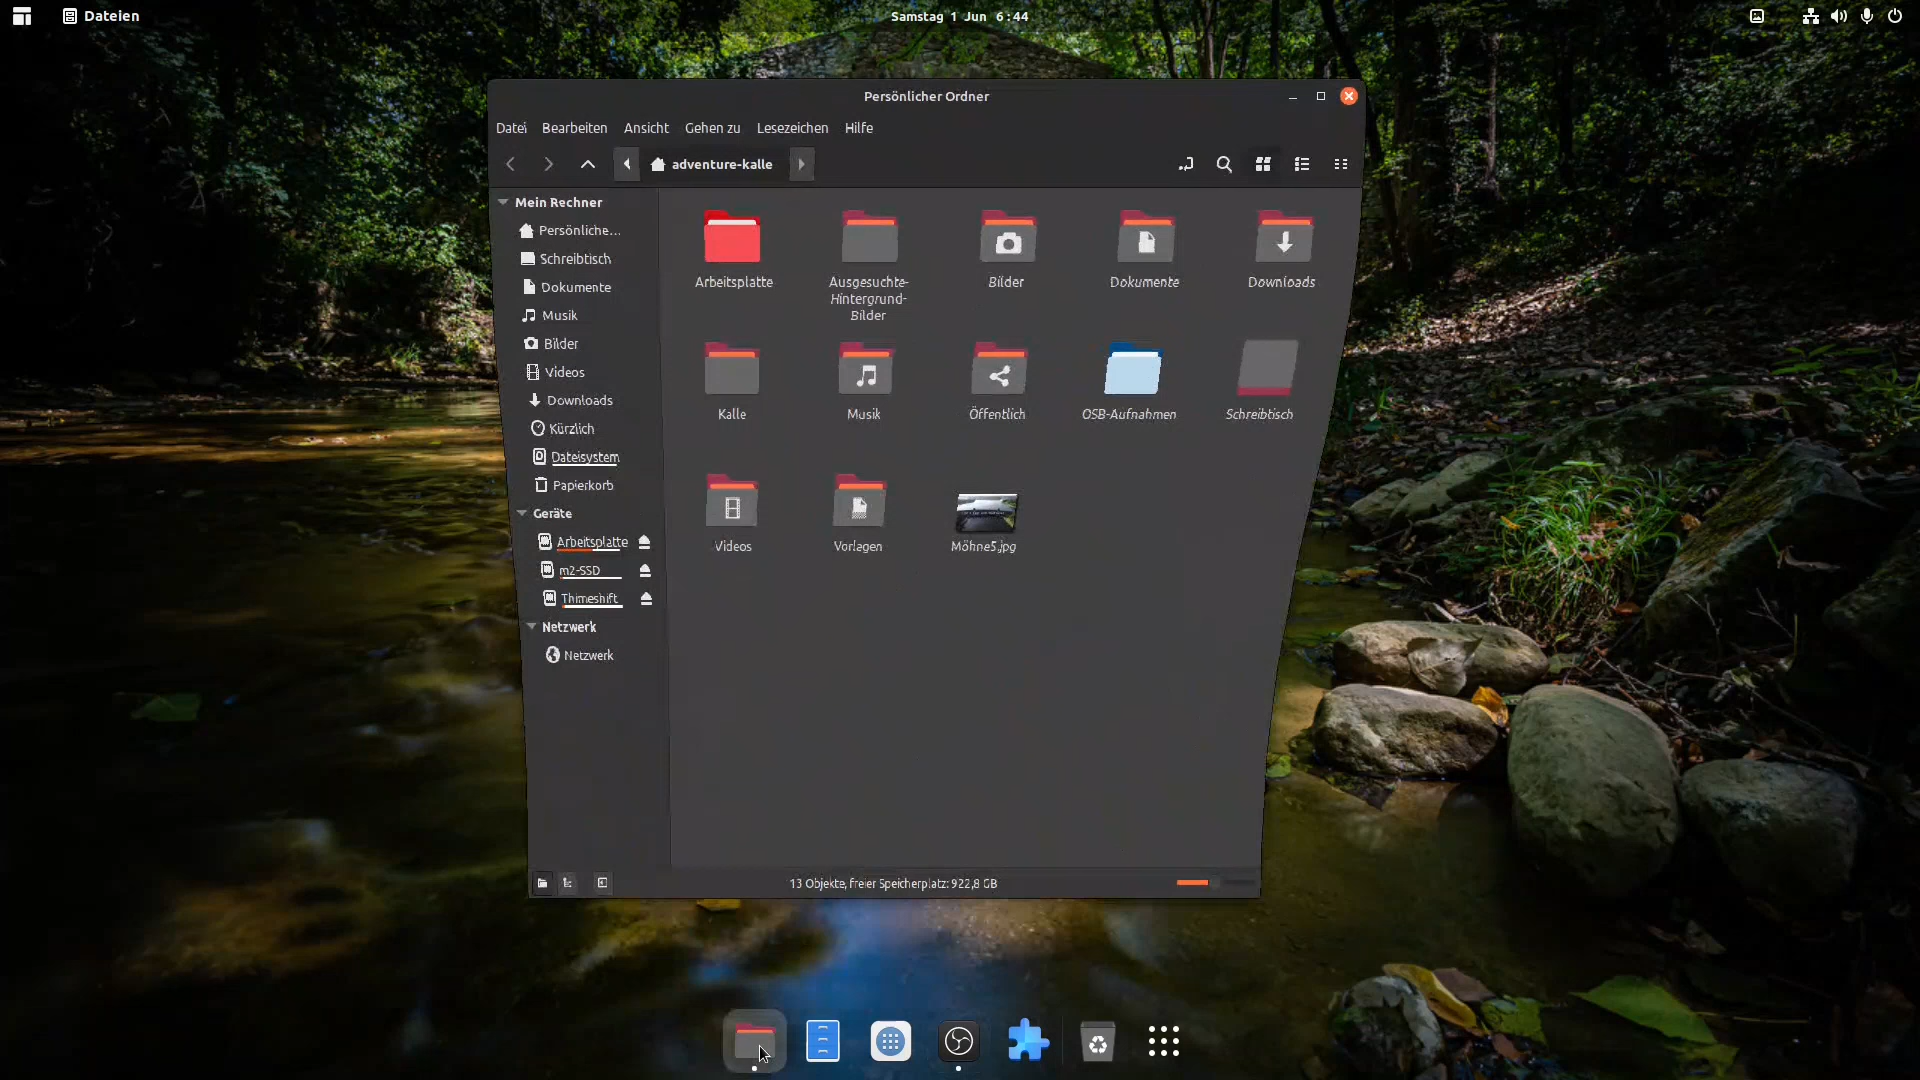 Dateien
Samstag 1 Jun 6:44
Persönlicher Ordner
Datei Bearbeiten Ansicht Gehen zu Lesezeichen Hilfe
adventure-kalle
Mein Rechner
Persönliche...
Schreibtisch
Dokumente
Musik
Bilder
Videos
Downloads
Kürzlich
Dateisystem
Papierkorb
Geräte
Arbeitsplatte
m2-SSD
Thimeshift
Netzwerk
Netzwerk
Arbeitsplatte
Ausgesuchte-
Hintergrund-
Bilder
Bilder
Dokumente
Downloads
Kalle
Musik
Öffentlich
OSB-Aufnahmen
Schreibtisch
Videos
Vorlagen
Möhne5.jpg
13 Objekte, freier Speicherplatz: 922,8 GB